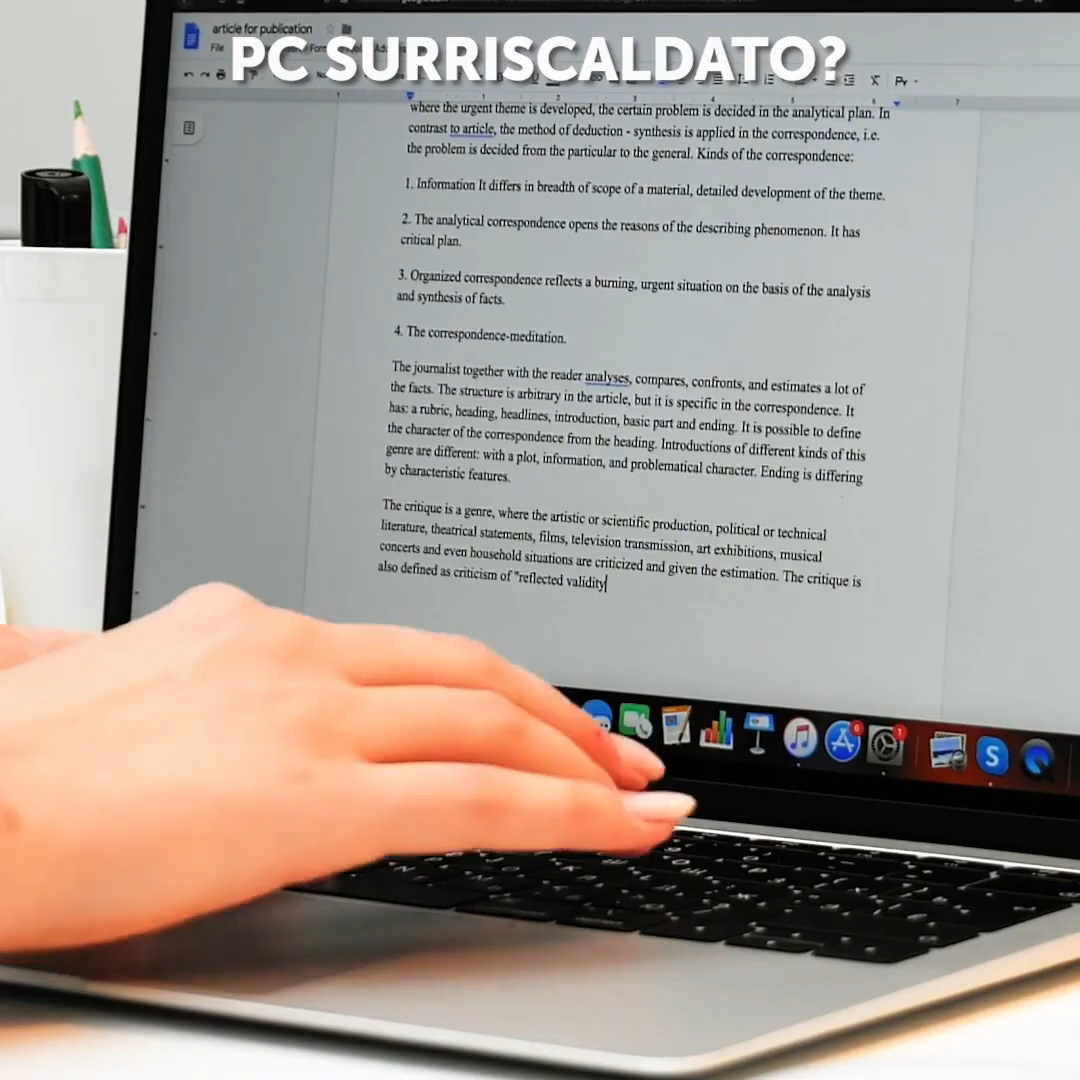 article for publication
PC SURRISCALDATO?
File
where the urgent theme is developed, the certain problem is decided in the analytical plan. In
contrast to article, the method of deduction - synthesis is applied in the correspondence, i.e.
the problem is decided from the particular to the general. Kinds of the correspondence:
1. Information It differs in breadth of scope of a material, detailed development of the theme.
2. The analytical correspondence opens the reasons of the describing phenomenon. It has
critical plan.
3. Organized correspondence reflects a burning, urgent situation on the basis of the analysis
and synthesis of facts.
4. The correspondence-meditation.
The journalist together with the reader analyses, compares, confronts, and estimates a lot of
the facts. The structure is arbitrary in the article, but it is specific in the correspondence. It
has: a rubric, heading, headlines, introduction, basic part and ending. It is possible to define
the character of the correspondence from the heading. Introductions of different kinds of this
genre are different: with a plot, information, and problematical character. Ending is differing
by characteristic features.
The critique is a genre, where the artistic or scientific production, political or technical
literature, theatrical statements, films, television transmission, art exhibitions, musical
concerts and even household situations are criticized and given the estimation. The critique is
also defined as criticism of "reflected validity